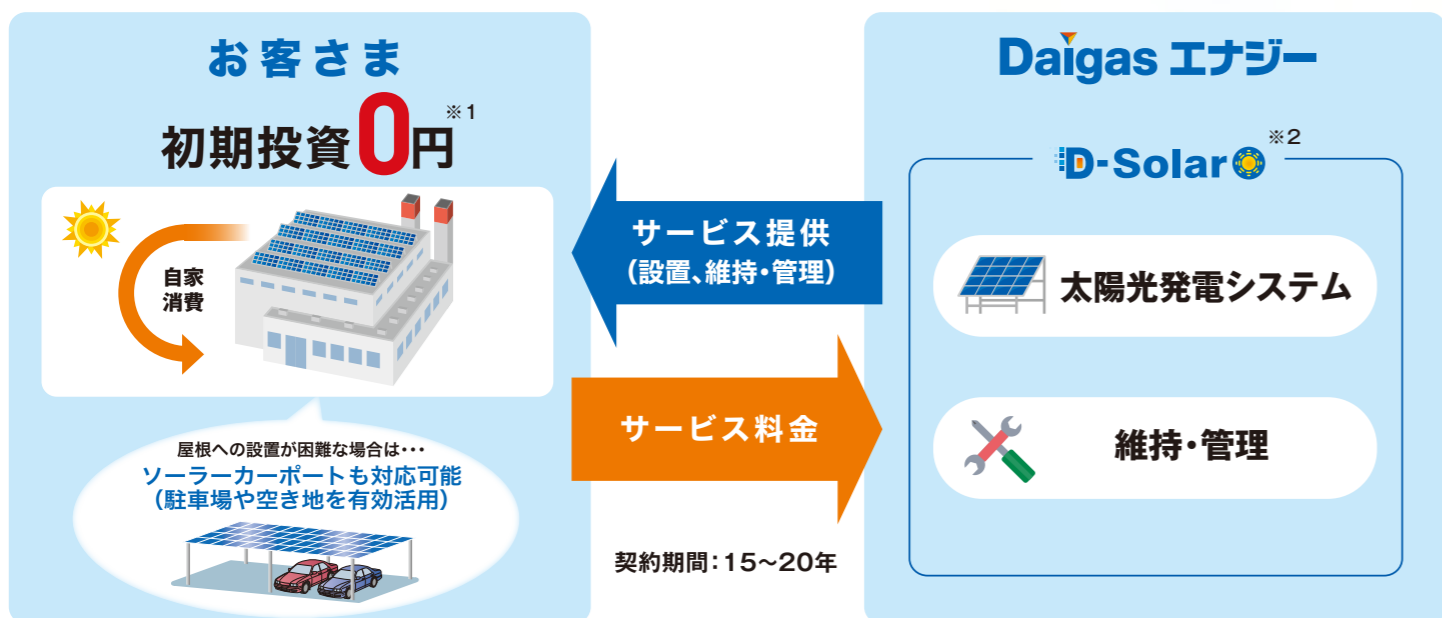 お客さま
初期投資0円※1
自家
消費
屋根への設置が困難な場合は・・・
ソーラーカーポートも対応可能
（駐車場や空き地を有効活用）
サービス提供
（設置、維持・管理）
サービス料金
契約期間：15〜20年
Daigas エナジー
D-Solar※2
太陽光発電システム
維持・管理